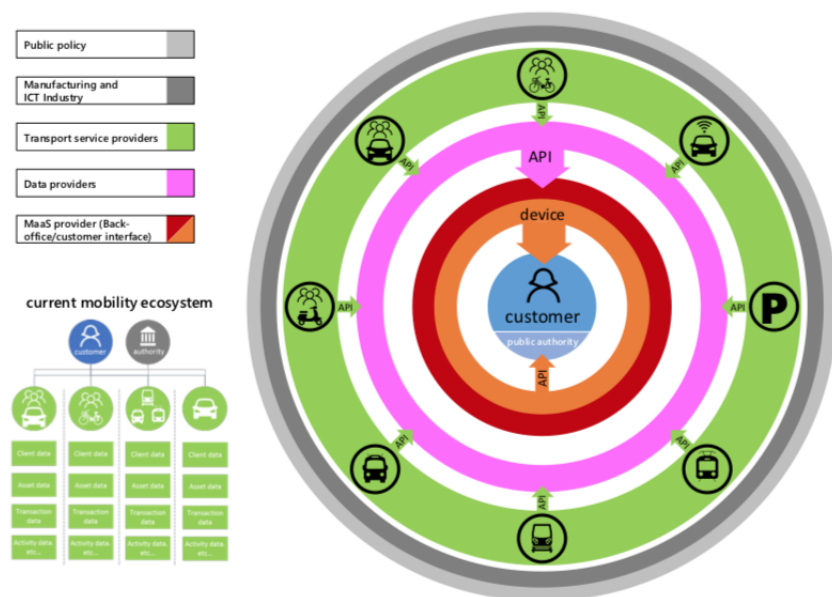 Public policy
Manufacturing and
ICT Industry
Transport service providers
Data providers
MaaS provider (Back-
office/customer interface)
current mobility ecosystem
customer
authority
Client data
Client data
Client data
Client data
Asset data
Asset data
Asset data
Asset data
Transaction
data
Transaction
data
Transaction
data
Transaction
data
Activity data,
etc...
Activity data,
etc...
Activity data,
etc...
Activity data,
etc...
API
API
API
API
device
API
customer
P
API
public authority
API
API
API
API